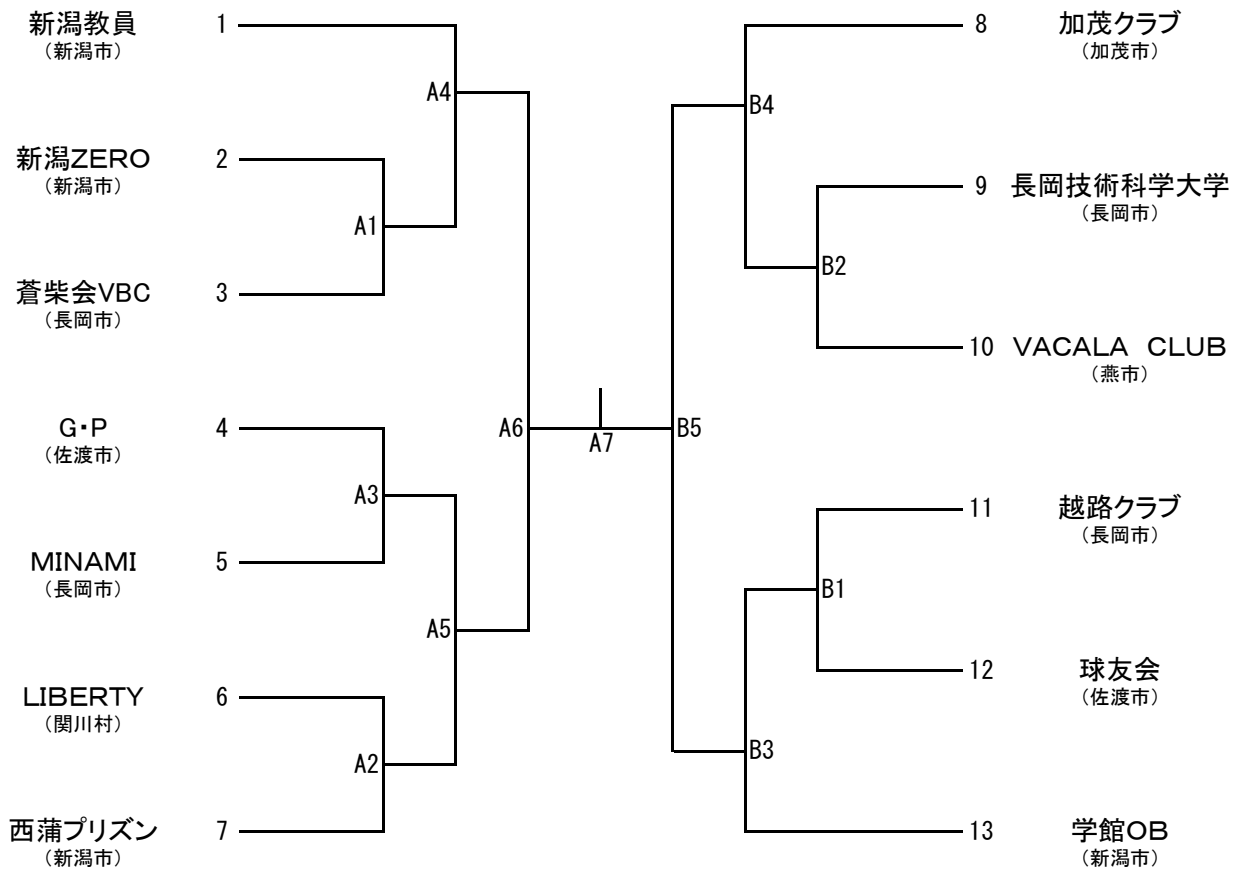 新潟教員 1
（新潟市）
A4
新潟ZERO 2
（新潟市）
A1
蒼柴会VBC 3
（長岡市）
G・P 4
（佐渡市）
A6
A3
MINAMI 5
（長岡市）
A5
LIBERTY 6
（関川村）
A2
西蒲プリズン 7
（新潟市）
A7
8 加茂クラブ
（加茂市）
B4
9 長岡技術科学大学
（長岡市）
B2
10 VACALA CLUB
（燕市）
B5
11 越路クラブ
（長岡市）
B1
12 球友会
（佐渡市）
B3
13 学館OB
（新潟市）